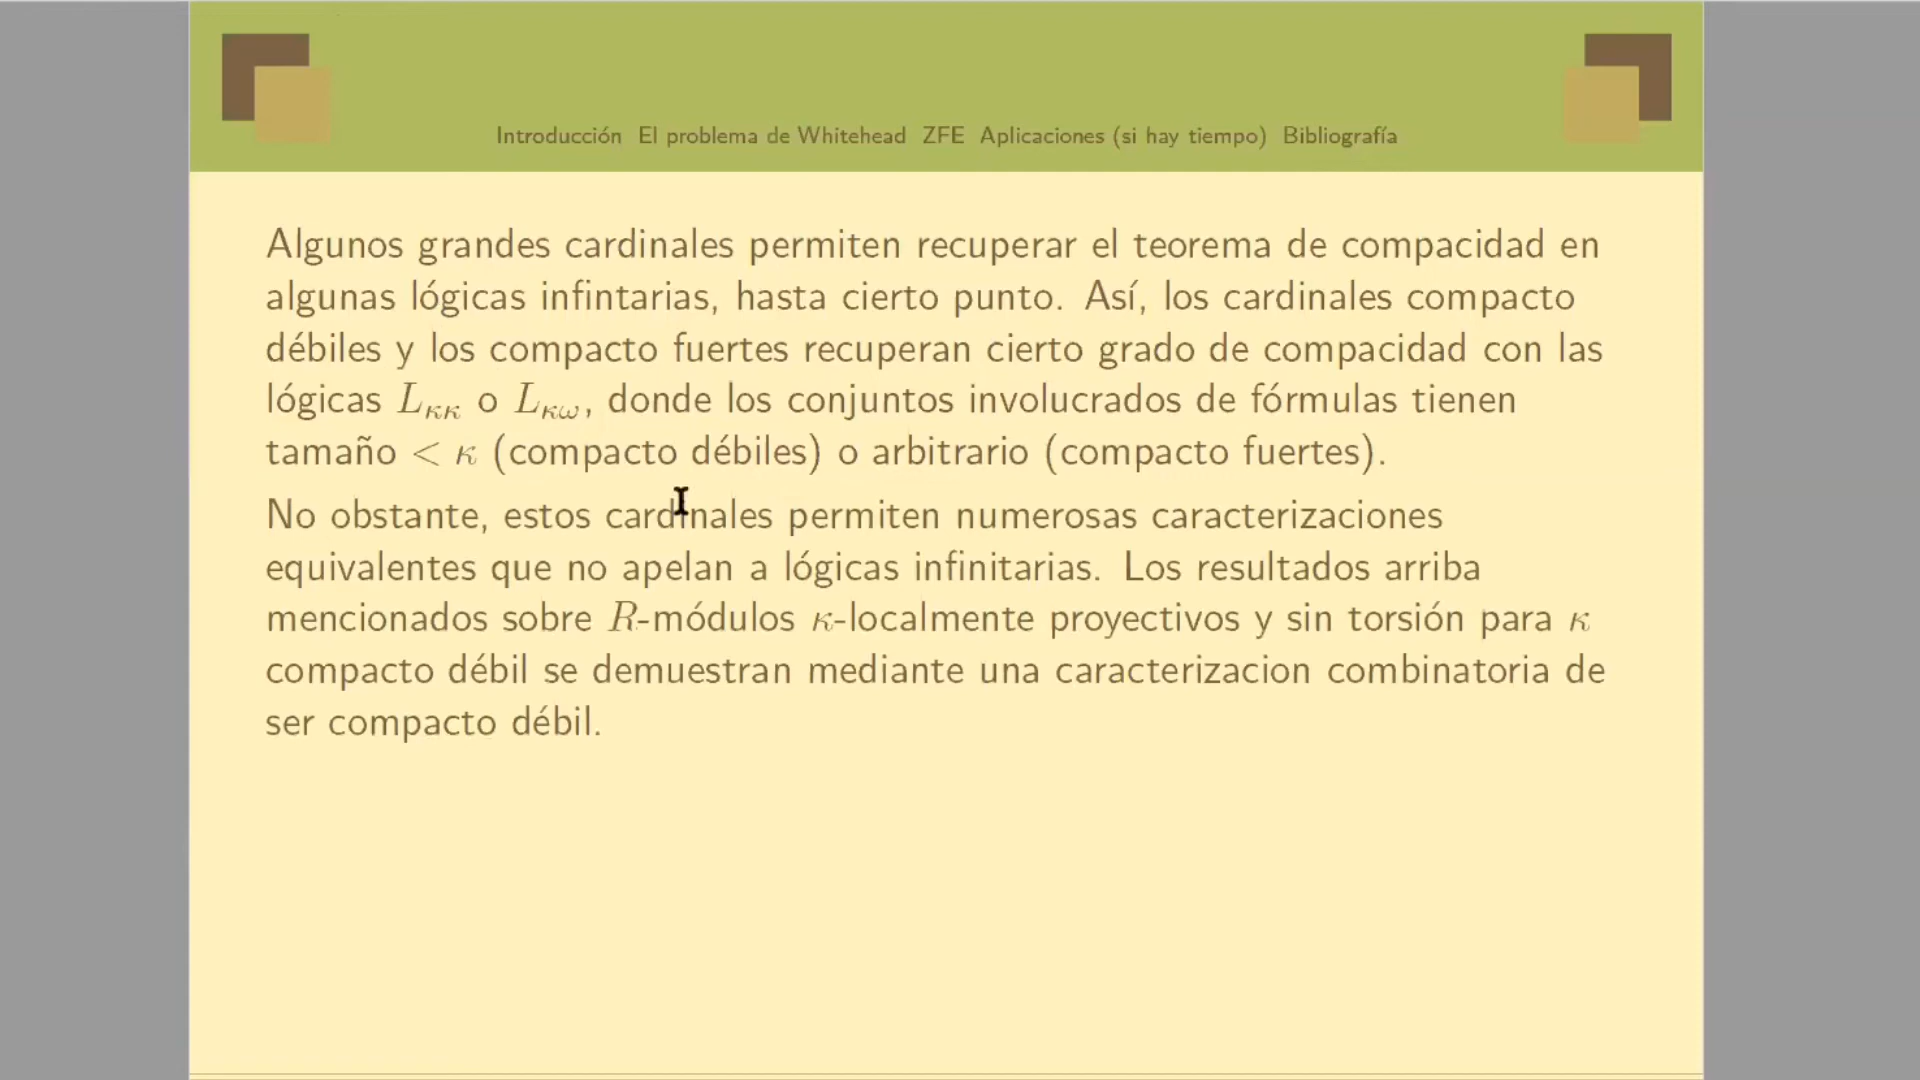 Introducción El problema de Whitehead ZFE Aplicaciones (si hay tiempo) Bibliografía
Algunos grandes cardinales permiten recuperar el teorema de compacidad en
algunas lógicas infintarias, hasta cierto punto. Así, los cardinales compacto
débiles y los compacto fuertes recuperan cierto grado de compacidad con las
lógicas $L_{\kappa\kappa}$ o $L_{\kappa\omega}$, donde los conjuntos involucrados de fórmulas tienen
tamaño < κ (compacto débiles) o arbitrario (compacto fuertes).
No obstante, estos cardinales permiten numerosas caracterizaciones
equivalentes que no apelan a lógicas infinitarias. Los resultados arriba
mencionados sobre R-módulos κ-localmente proyectivos y sin torsión para κ
compacto débil se demuestran mediante una caracterizacion combinatoria de
ser compacto débil.